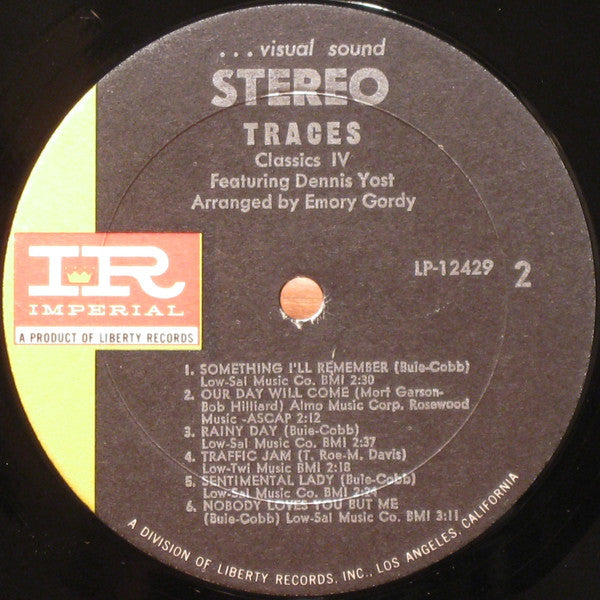 ...visual sound
STEREO
TRACES
Classics IV
Featuring Dennis Yost
Arranged by Emory Gordy
IR
IMPERIAL
A PRODUCT OF LIBERTY RECORDS
LP-12429 2
1. SOMETHING I'LL REMEMBER (Buie-Cobb)
Low-Sal Music Co. BMI 2:30
2. OUR DAY WILL COME (Mort Garson-
Bob Hilliard) Almo Music Corp. Rosewood
Music -ASCAP 2:12
3. RAINY DAY (Buie-Cobb)
Low-Sal Music Co. BMI 2:37
4. TRAFFIC JAM (T. Roe-M. Davis)
Low-Twi Music BMI 2:18
5. SENTIMENTAL LADY (Buie-Cobb)
Low-Sal Music Co. BMI 2:24
6. NOBODY LOVES YOU BUT ME
(Buie-Cobb) Low-Sal Music Co. BMI 3:11
A DIVISION OF LIBERTY RECORDS, INC., LOS ANGELES, CALIFORNIA